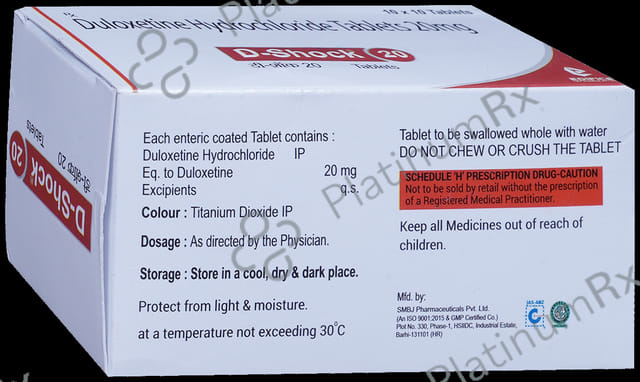 Rx
Duloxetine Hydrochloride Tablets 20mg
10 x 10 Tablets
D-Shock 20
डी-शॉक 20 Tablets
D-Shock 20
डी-शॉक 20
Tablets
Each enteric coated Tablet contains :
Duloxetine Hydrochloride IP
Eq. to Duloxetine 20 mg
Excipients q.s.
Colour : Titanium Dioxide IP
Dosage : As directed by the Physician.
Storage : Store in a cool, dry & dark place.
Protect from light & moisture.
at a temperature not exceeding 30°C
Tablet to be swallowed whole with water
DO NOT CHEW OR CRUSH THE TABLET
SCHEDULE 'H' PRESCRIPTION DRUG-CAUTION
Not to be sold by retail without the prescription
of a Regisiered Medical Practitioner.
Keep all Medicines out of reach of
children.
Mfd. by:
SMBJ Pharmaceuticals Pvt. Ltd.
(An ISO 9001:2015 & GMP Certified Co.)
Plot No. 330, Phase-1, HSIIDC, Industrial Estate,
Barhi-131101 (HR)
JAS-ANZ
PlatinumRx
PlatinumRx
PlatinumRx